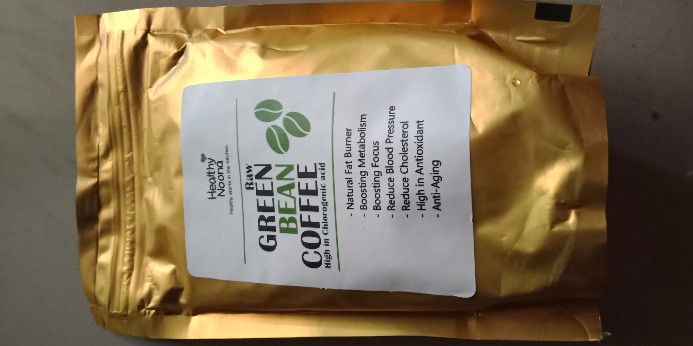 Healthy
Noona
Healthy starts in the kitchen
Raw
GREEN
BEAN
COFFEE
High in Chlorogenic acid
- Natural Fat Burner
- Boosting Metabolism
- Boosting Focus
- Reduce Blood Pressure
- Reduce Cholesterol
- High in Antioxidant
- Anti-Aging